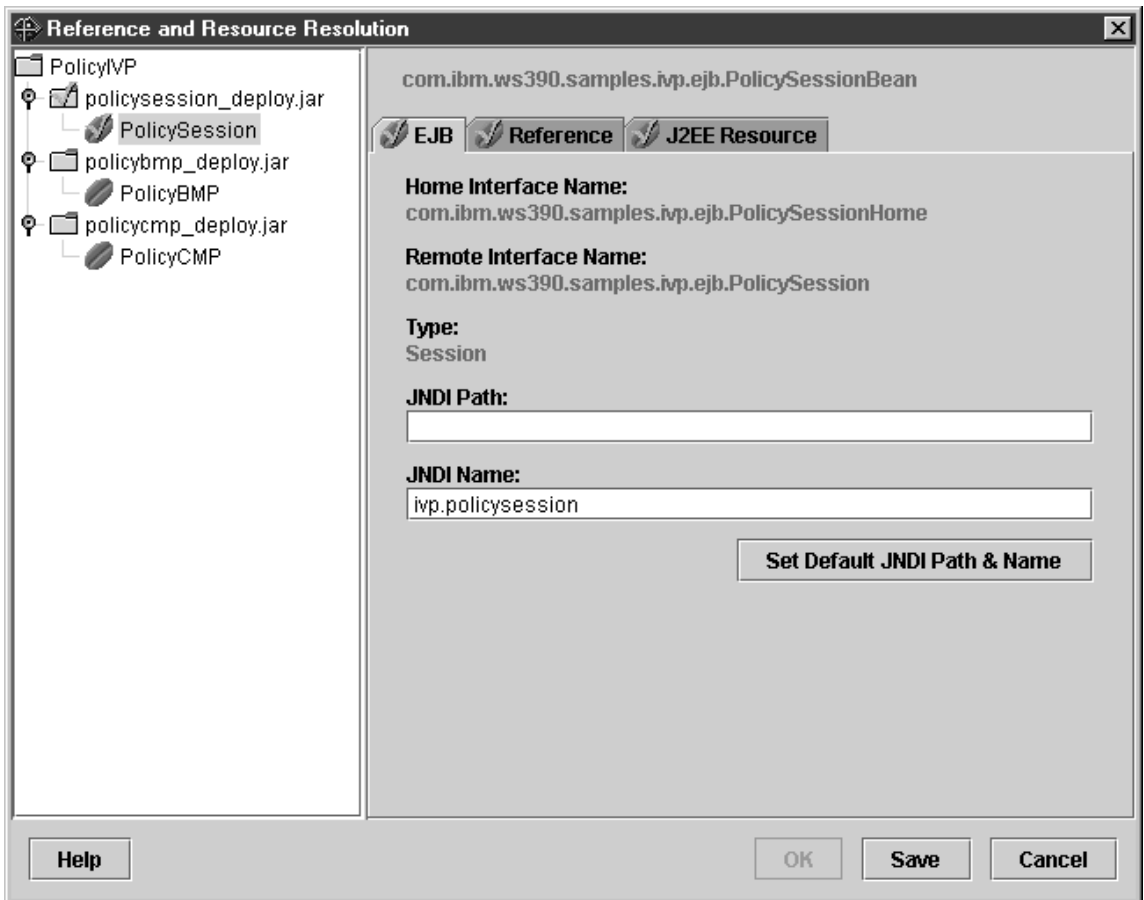 Reference and Resource Resolution
PolicyIVP
policysession_deploy.jar
PolicySession
policybmp_deploy.jar
PolicyBMP
policycmp_deploy.jar
PolicyCMP
com.ibm.ws390.samples.ivp.ejb.PolicySessionBean
EJB Reference J2EE Resource
Home Interface Name:
com.ibm.ws390.samples.ivp.ejb.PolicySessionHome
Remote Interface Name:
com.ibm.ws390.samples.ivp.ejb.PolicySession
Type:
Session
JNDI Path:
JNDI Name:
ivp.policysession
Set Default JNDI Path & Name
Help OK Save Cancel